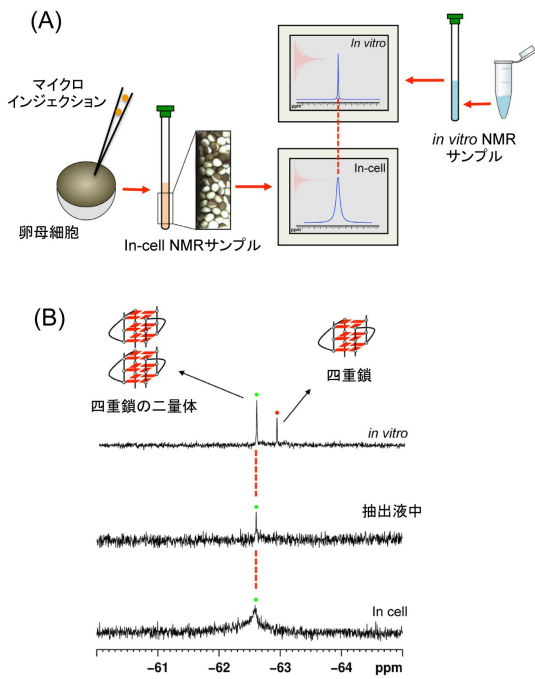 (A)
In vitro
ppm
マイクロ
インジェクション
in vitro NMR
サンプル
In-cell
ppm
卵母細胞
In-cell NMRサンプル
(B)
四重鎖の二量体
四重鎖
in vitro
抽出液中
In cell
−61 −62 −63 −64 ppm